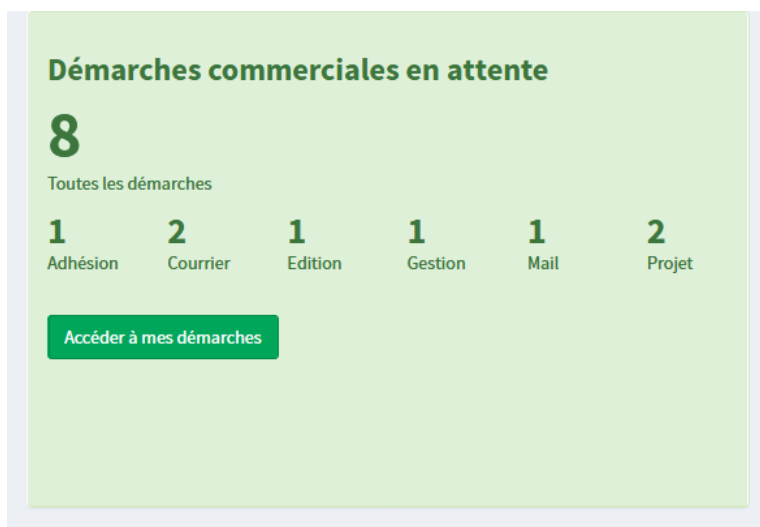 Démarches commerciales en attente
8
Toutes les démarches
1 2 1 1 1 2
Adhésion Courrier Edition Gestion Mail Projet
Accéder à mes démarches